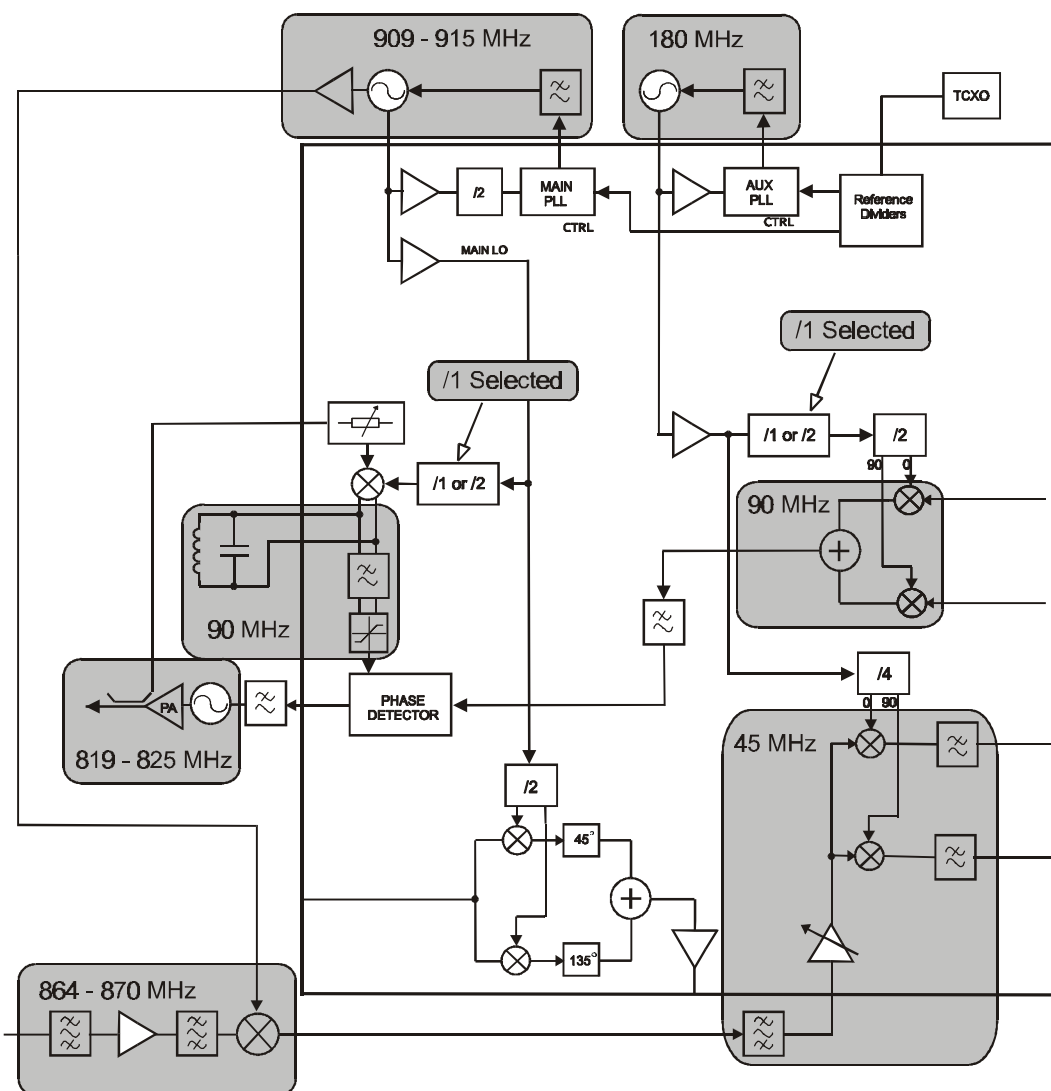 909 - 915 MHz
180 MHz
TCXO
/2
MAIN
PLL
CTRL
AUX
PLL
CTRL
Reference
Dividers
MAIN LO
/1 Selected
/1 Selected
/1 or /2
/2
90
0
/1 or /2
90 MHz
90 MHz
PHASE
DETECTOR
/4
0
90
PA
819 - 825 MHz
45 MHz
/2
45°
135°
864 - 870 MHz